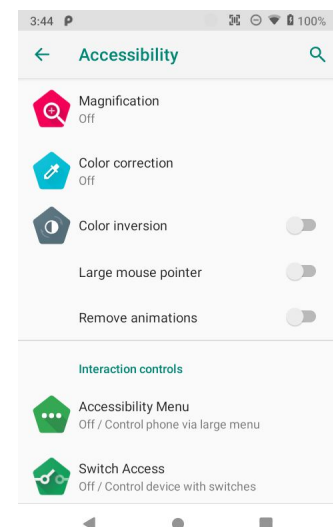 3:44 P 100%
Accessibility
Magnification
Off
Color correction
Off
Color inversion
Large mouse pointer
Remove animations
Interaction controls
Accessibility Menu
Off / Control phone via large menu
Switch Access
Off / Control device with switches